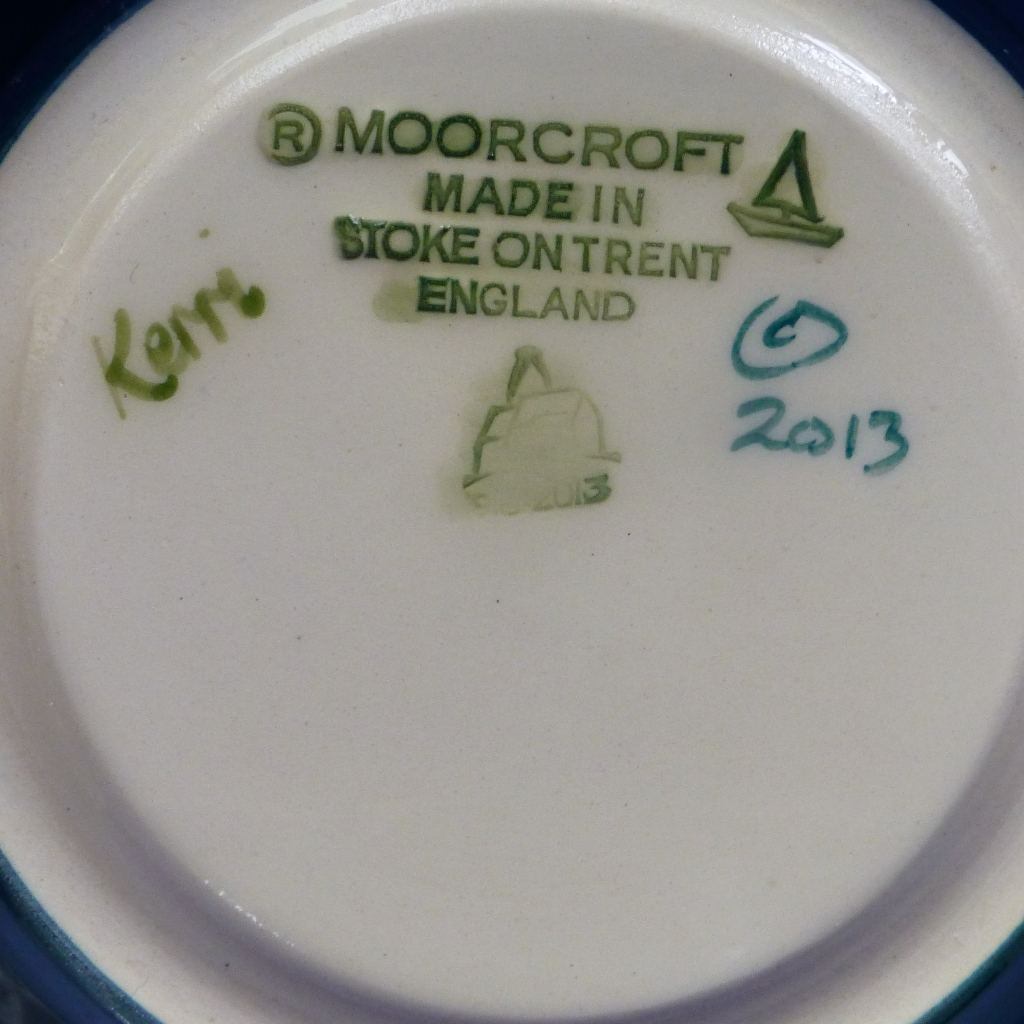 ® MOORCROFT
MADE IN
STOKE ON TRENT
ENGLAND
Kerri
©
2013
2013